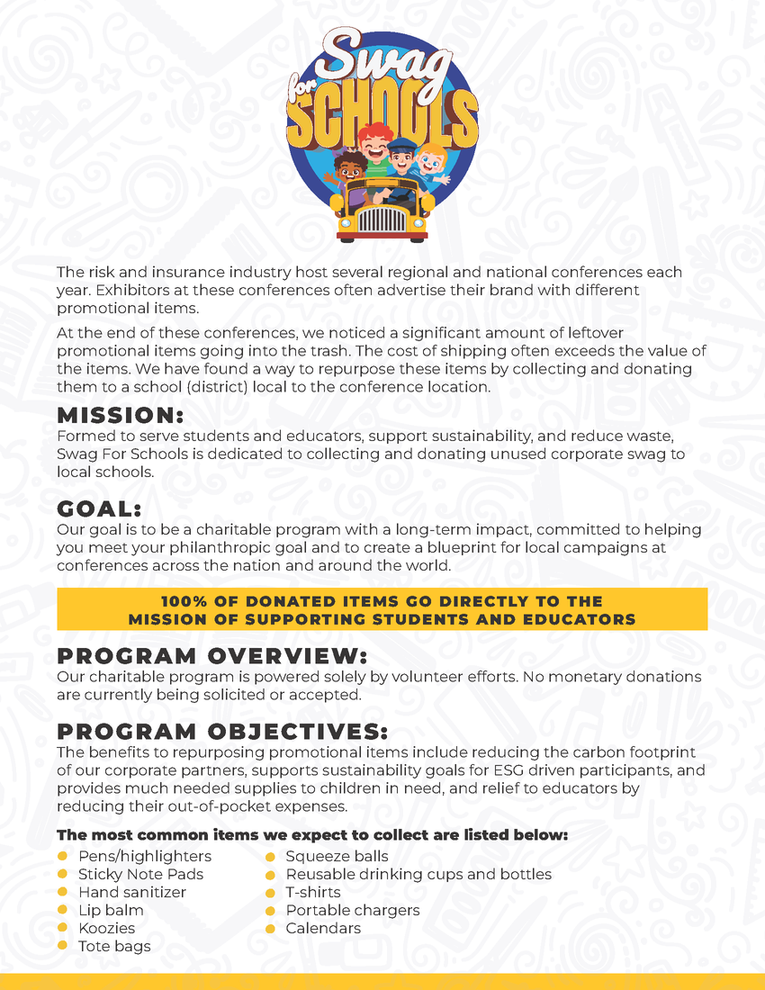 Swag
for
SCHOOLS
The risk and insurance industry host several regional and national conferences each
year. Exhibitors at these conferences often advertise their brand with different
promotional items.
At the end of these conferences, we noticed a significant amount of leftover
promotional items going into the trash. The cost of shipping often exceeds the value of
the items. We have found a way to repurpose these items by collecting and donating
them to a school (district) local to the conference location.
MISSION:
Formed to serve students and educators, support sustainability, and reduce waste,
Swag For Schools is dedicated to collecting and donating unused corporate swag to
local schools.
GOAL:
Our goal is to be a charitable program with a long-term impact, committed to helping
you meet your philanthropic goal and to create a blueprint for local campaigns at
conferences across the nation and around the world.
100% OF DONATED ITEMS GO DIRECTLY TO THE
MISSION OF SUPPORTING STUDENTS AND EDUCATORS
PROGRAM OVERVIEW:
Our charitable program is powered solely by volunteer efforts. No monetary donations
are currently being solicited or accepted.
PROGRAM OBJECTIVES:
The benefits to repurposing promotional items include reducing the carbon footprint
of our corporate partners, supports sustainability goals for ESG driven participants, and
provides much needed supplies to children in need, and relief to educators by
reducing their out-of-pocket expenses.
The most common items we expect to collect are listed below:
Pens/highlighters
Sticky Note Pads
Hand sanitizer
Lip balm
Koozies
Tote bags
Squeeze balls
Reusable drinking cups and bottles
T-shirts
Portable chargers
Calendars